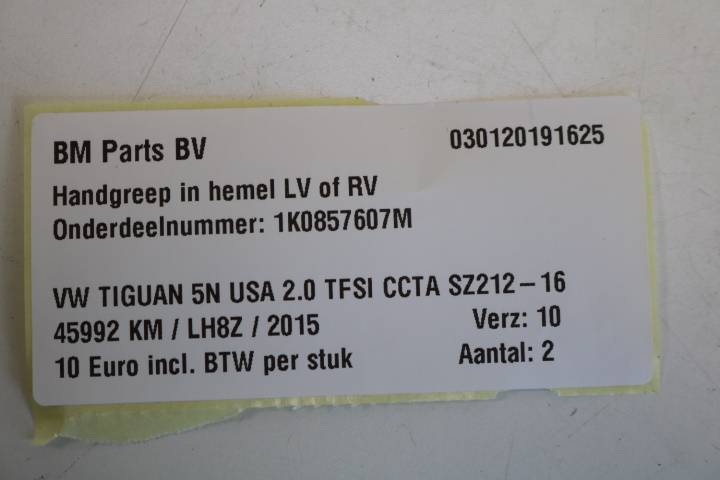 BM Parts BV 030120191625
Handgreep in hemel LV of RV
Onderdeelnummer: 1K0857607M
VW TIGUAN 5N USA 2.0 TFSI CCTA SZ212-16
45992 KM / LH8Z / 2015 Verz: 10
10 Euro incl. BTW per stuk Aantal: 2